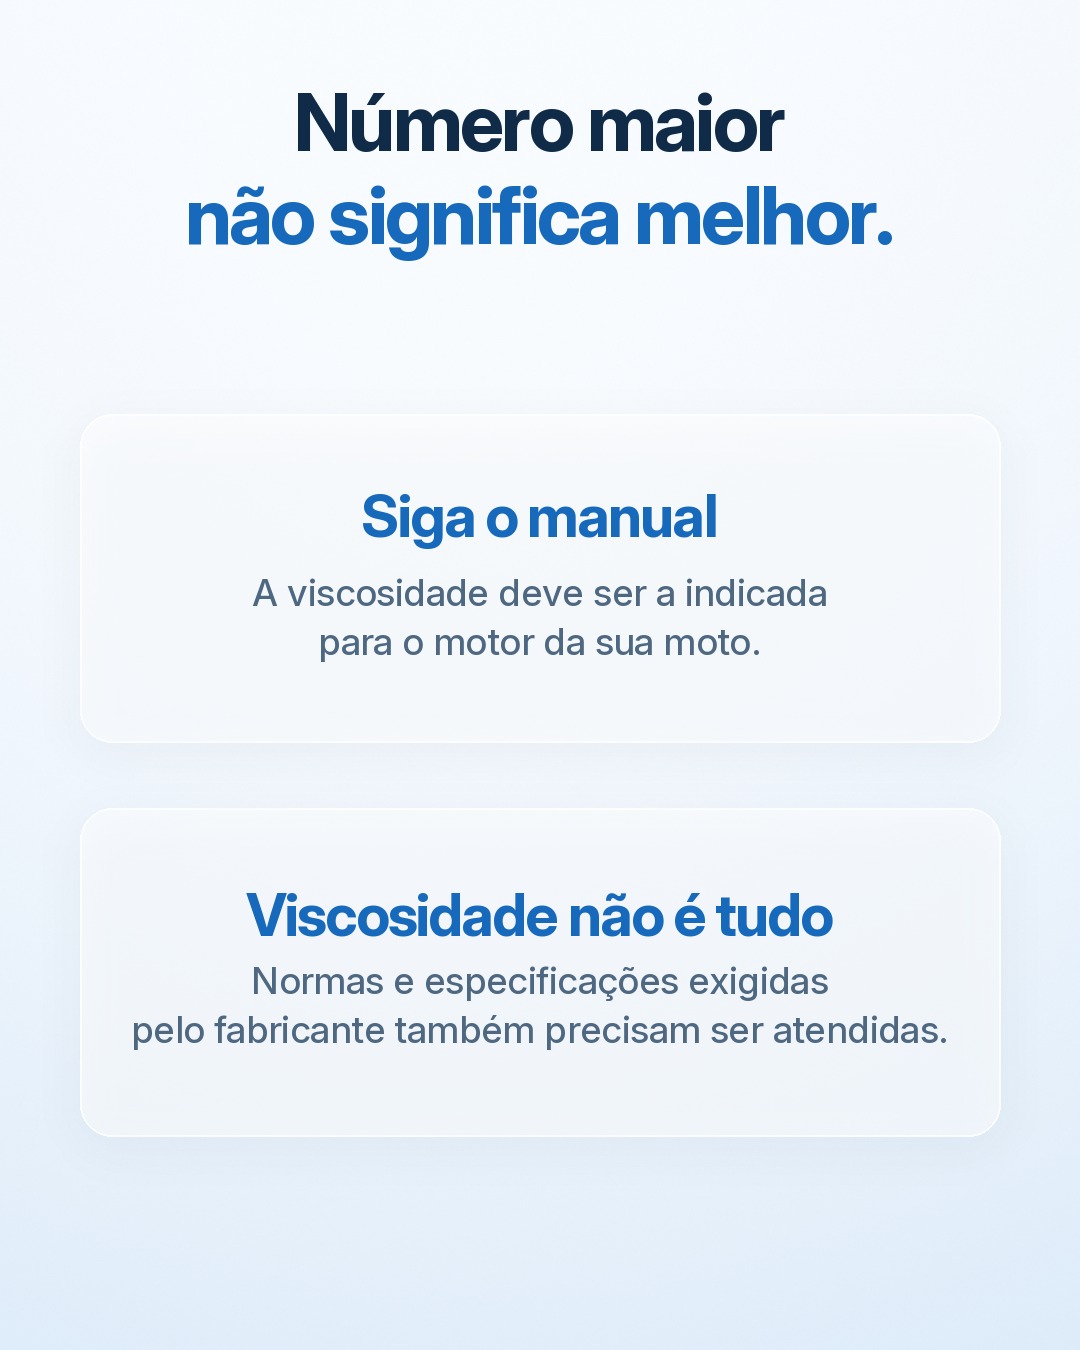 Número maior
não significa melhor.
Siga o manual
A viscosidade deve ser a indicada
para o motor da sua moto.
Viscosidade não é tudo
Normas e especificações exigidas
pelo fabricante também precisam ser atendidas.